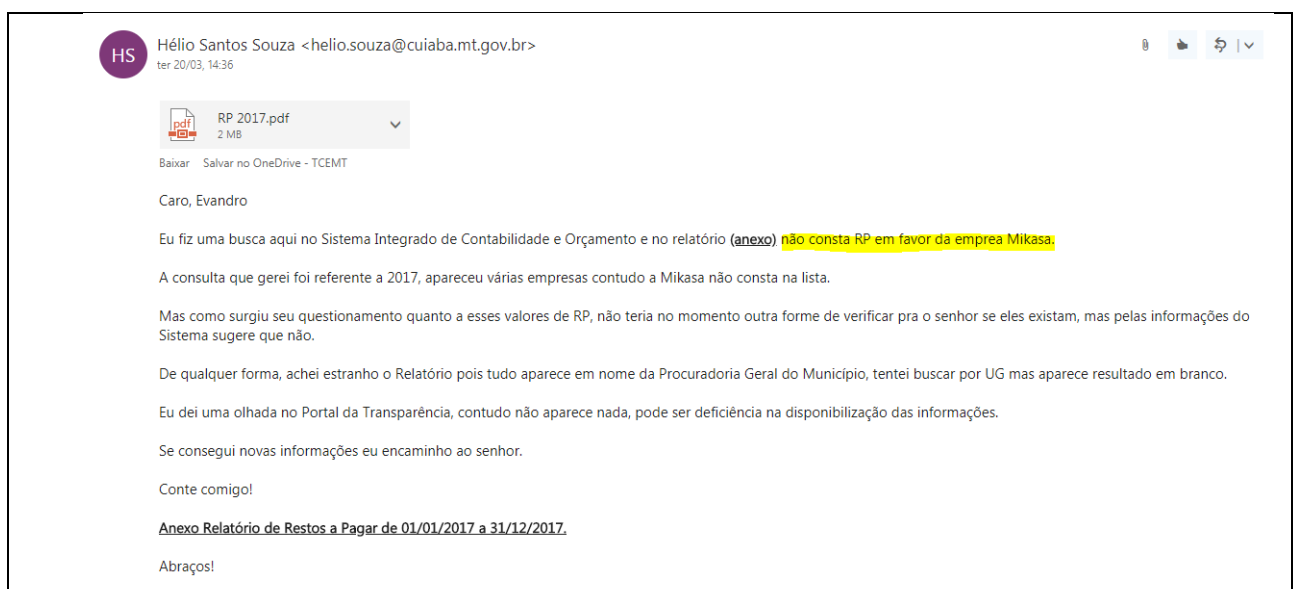 HS
Hélio Santos Souza <helio.souza@cuiaba.mt.gov.br>
ter 20/03, 14:36
pdf
RP 2017.pdf
2 MB
Baixar Salvar no OneDrive - TCEMT
Caro, Evandro
Eu fiz uma busca aqui no Sistema Integrado de Contabilidade e Orçamento e no relatório (anexo) não consta RP em favor da emprea Mikasa.
A consulta que gerei foi referente a 2017, apareceu várias empresas contudo a Mikasa não consta na lista.
Mas como surgiu seu questionamento quanto a esses valores de RP, não teria no momento outra forme de verificar pra o senhor se eles existam, mas pelas informações do
Sistema sugere que não.
De qualquer forma, achei estranho o Relatório pois tudo aparece em nome da Procuradoria Geral do Município, tentei buscar por UG mas aparece resultado em branco.
Eu dei uma olhada no Portal da Transparência, contudo não aparece nada, pode ser deficiência na disponibilização das informações.
Se consegui novas informações eu encaminho ao senhor.
Conte comigo!
Anexo Relatório de Restos a Pagar de 01/01/2017 a 31/12/2017.
Abraços!